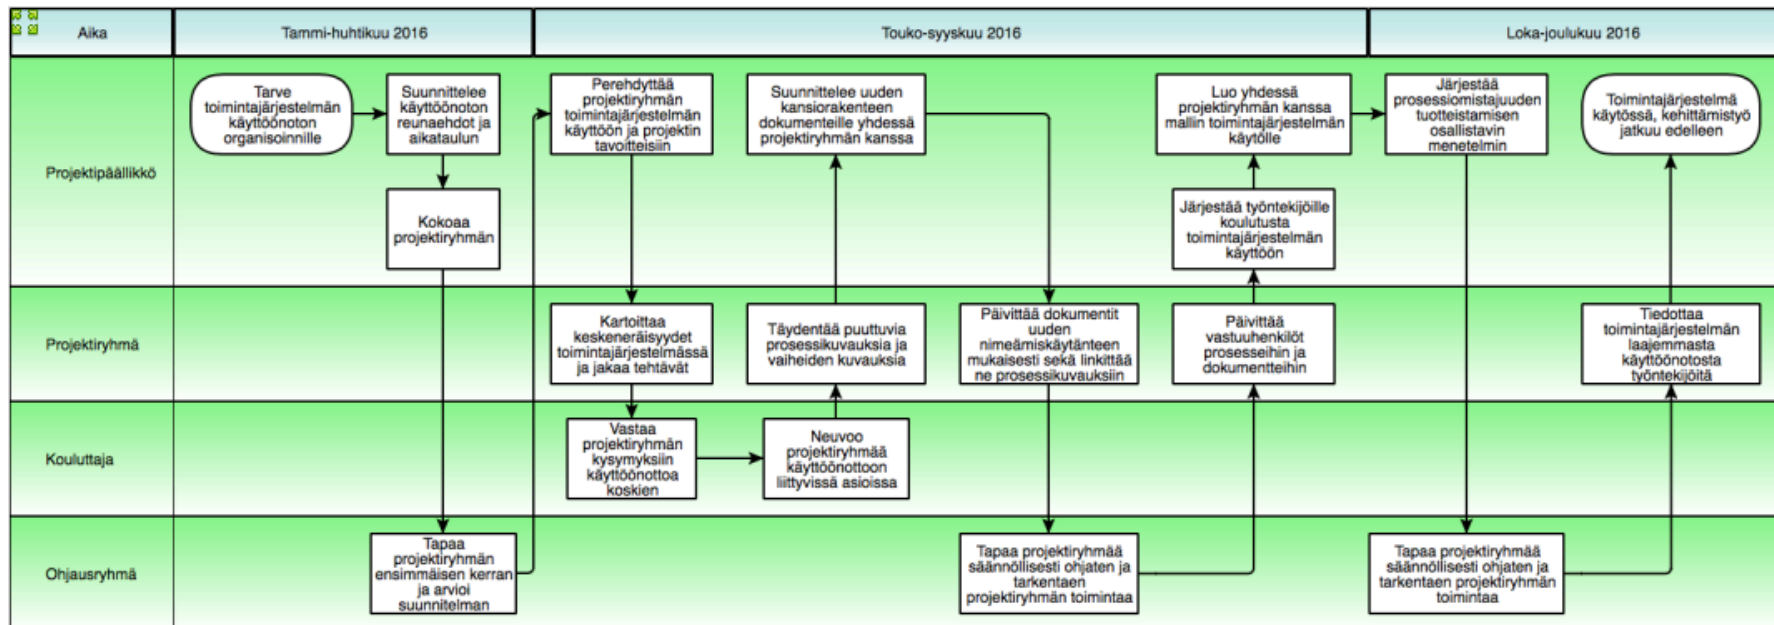 Aika
Tammi-huhtikuu 2016
Touko-syyskuu 2016
Loka-joulukuu 2016
Projektipäällikkö
Tarve
toimintajärjestelmän
käyttöönoton
organisoinnille
Suunnittelee
käyttöönoton
reunaehdot ja
aikataulun
Kokoaa
projektiryhmän
Perehdyttää
projektiryhmän
toimintajärjestelmän
käyttöön ja projektin
tavoitteisiin
Suunnittelee uuden
kansiorakenteen
dokumenteille yhdessä
projektiryhmän kanssa
Luo yhdessä
projektiryhmän kanssa
mallin toimintajärjestelmän
käytölle
Järjestää työntekijöille
koulutusta
toimintajärjestelmän
käyttöön
Järjestää
prosessiomistajuuden
tuotteistamisen
osallistavin
menetelmin
Toimintajärjestelmä
käytössä, kehittämistyö
jatkuu edelleen
Projektiryhmä
Kartoittaa
keskeneräisyydet
toimintajärjestelmässä
ja jakaa tehtävät
Täydentää puuttuvia
prosessikuvauksia ja
vaiheiden kuvauksia
Päivittää dokumentit
uuden
nimeämiskäytänteen
mukaisesti sekä linkittää
ne prosessikuvauksiin
Päivittää
vastuuhenkilöt
prosesseihin ja
dokumentteihin
Tiedottaa
toimintajärjestelmän
laajemmasta
käyttöönotosta
työntekijöitä
Kouluttaja
Vastaa
projektiryhmän
kysymyksiin
käyttöönottoa
koskien
Neuvoo
projektiryhmää
käyttöönottoon
liittyvissä asioissa
Ohjausryhmä
Tapaa
projektiryhmän
ensimmäisen kerran
ja arvioi
suunnitelman
Tapaa projektiryhmää
säännöllisesti ohjaten ja
tarkentaen
projektiryhmän toimintaa
Tapaa projektiryhmää
säännöllisesti ohjaten ja
tarkentaen projektiryhmän
toimintaa